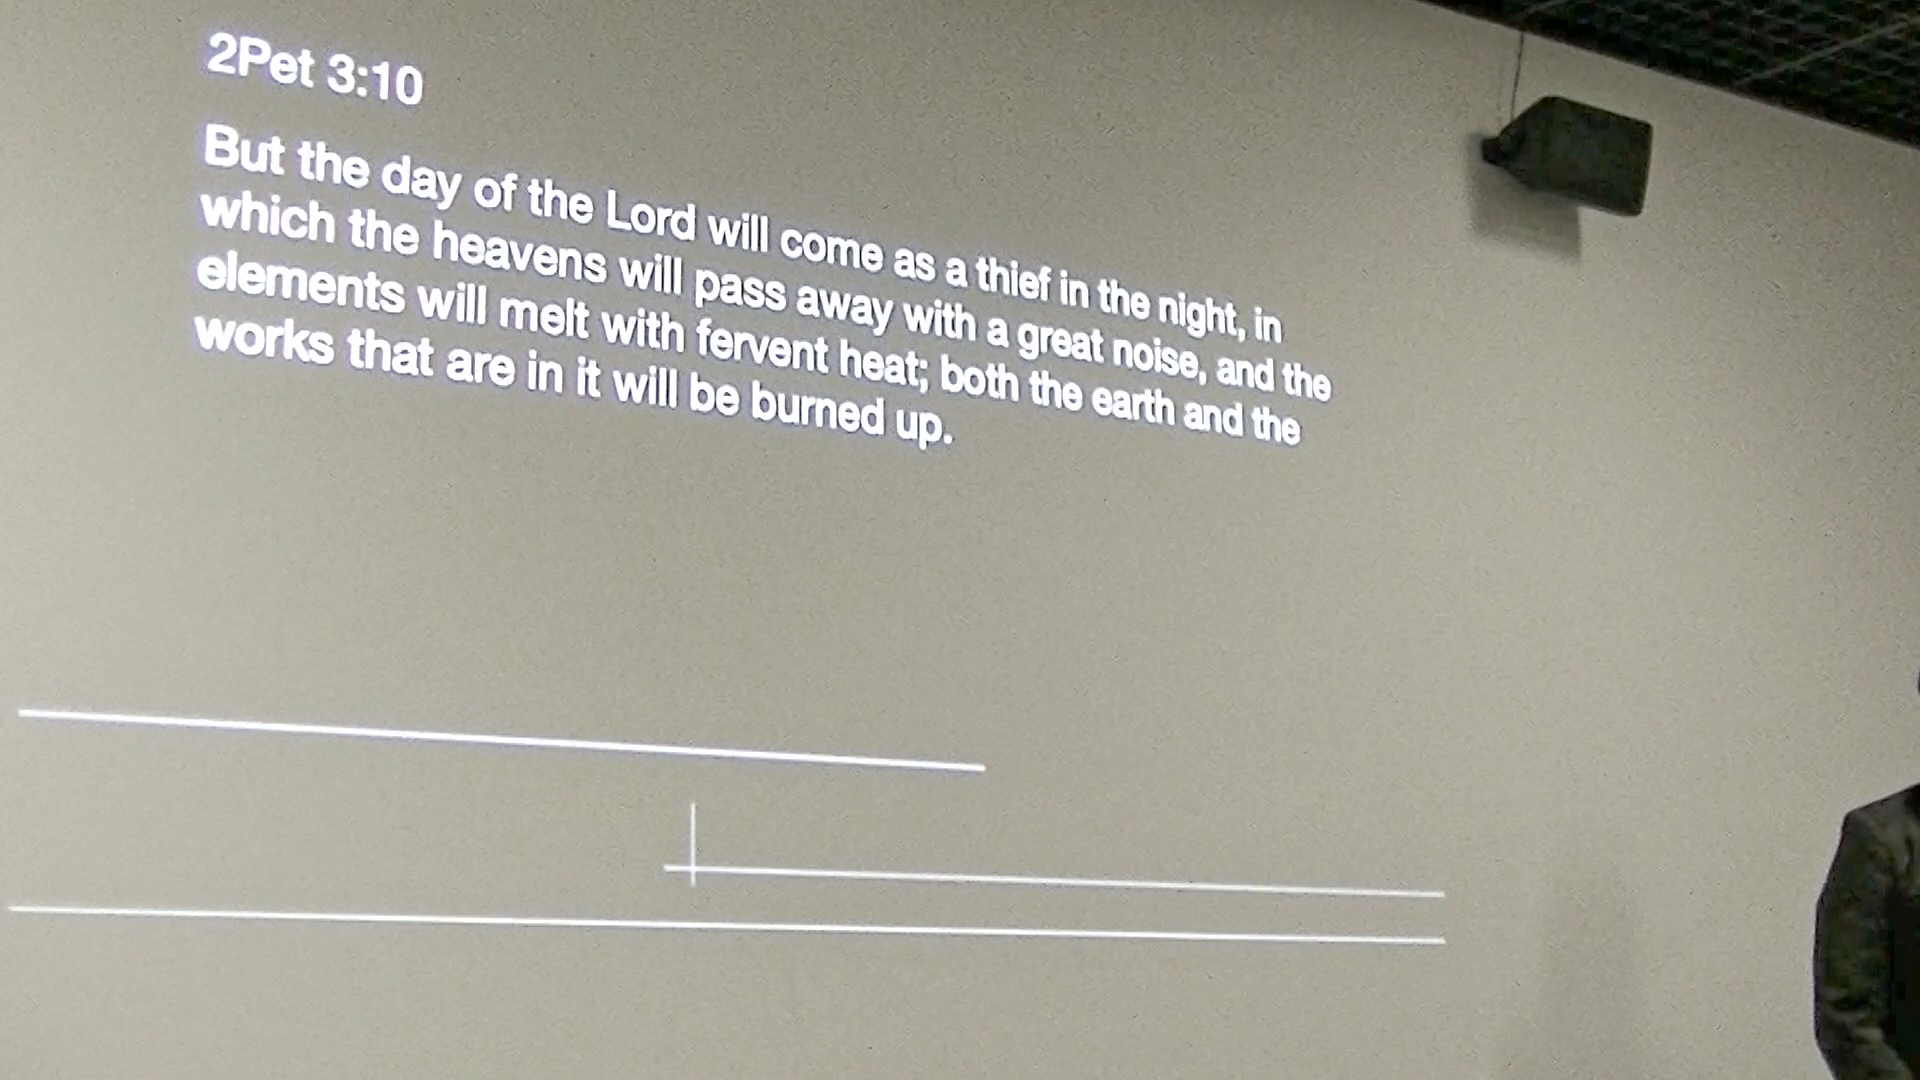 2Pet 3:10
But the day of the Lord will come as a thief in the night, in
which the heavens will pass away with a great noise, and the
elements will melt with fervent heat; both the earth and the
works that are in it will be burned up.